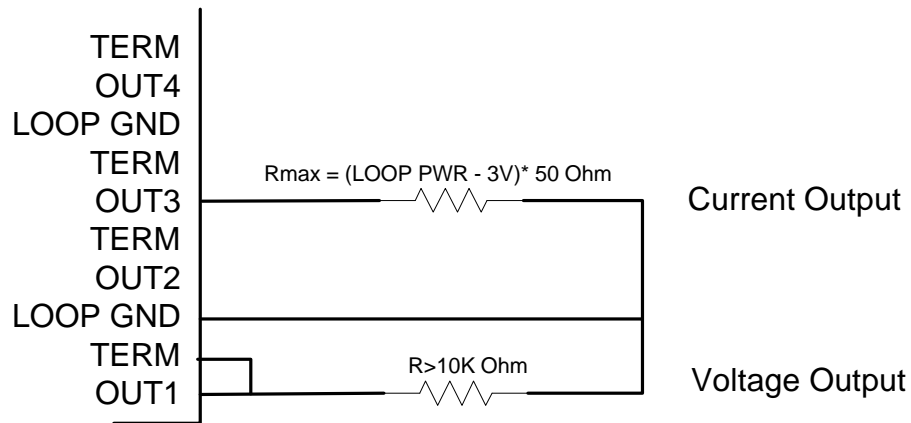 TERM
OUT4
LOOP GND
TERM
Rmax = (LOOP PWR - 3V)* 50 Ohm
OUT3
Current Output
TERM
OUT2
LOOP GND
TERM
R>10K Ohm
OUT1
Voltage Output